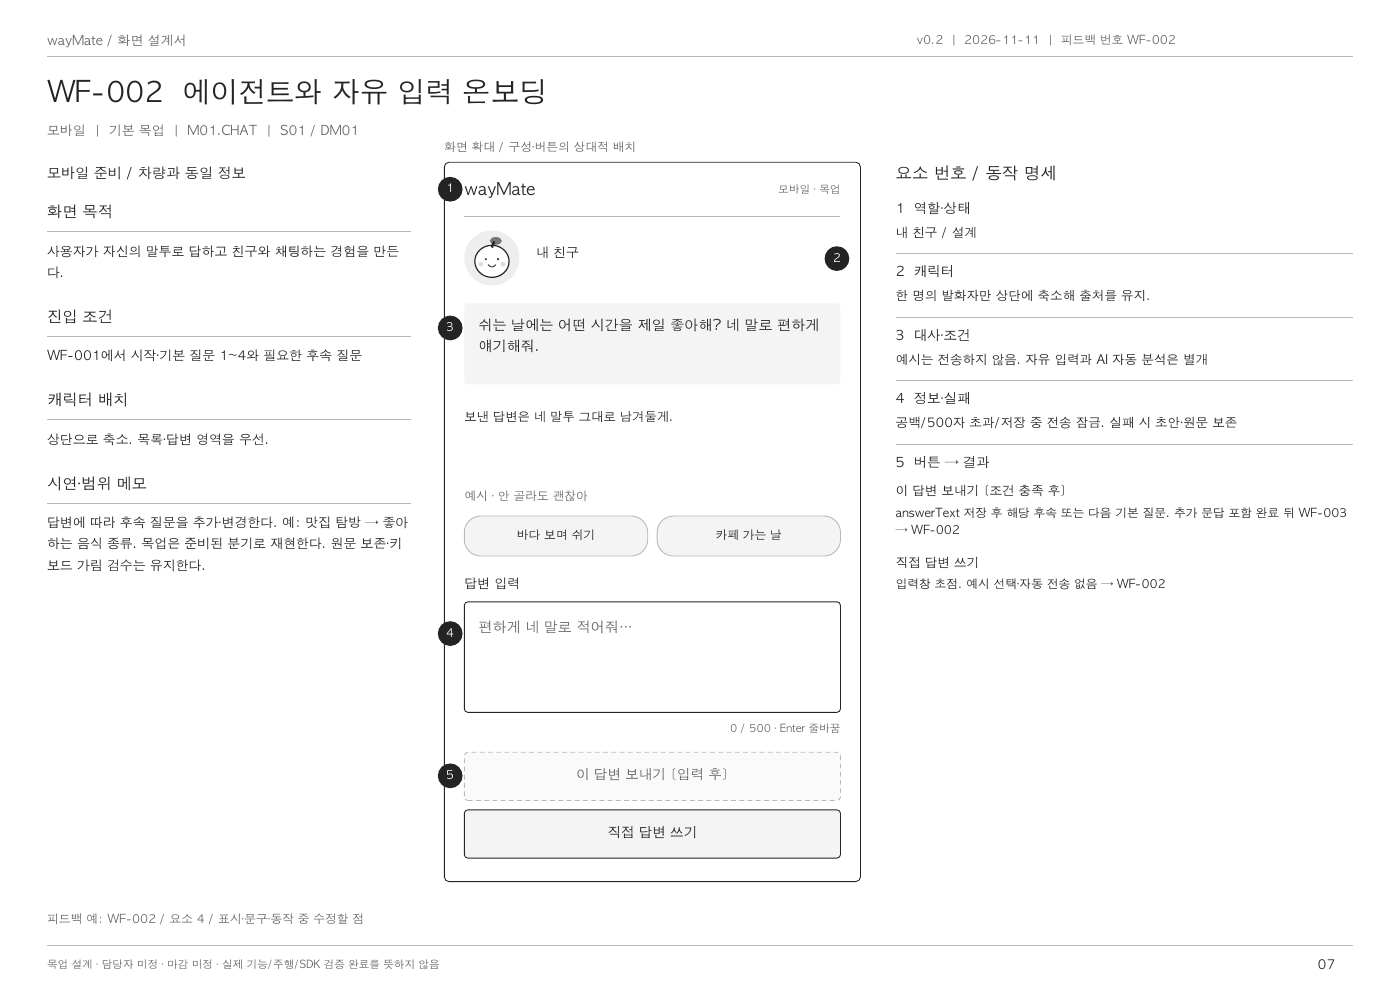 wayMate / 화면 설계서
v0.2 | 2026-11-11 | 피드백 번호 WF-002
WF-002 에이전트와 자유 입력 온보딩
모바일 | 기본 목업 | M01.CHAT | S01 / DM01
모바일 준비 / 차량과 동일 정보
화면 목적
사용자가 자신의 말투로 답하고 친구와 채팅하는 경험을 만든
다.
진입 조건
WF-001에서 시작·기본 질문 1~4와 필요한 후속 질문
캐릭터 배치
상단으로 축소. 목록·답변 영역을 우선.
시연·범위 메모
답변에 따라 후속 질문을 추가·변경한다. 예: 맛집 탐방 → 좋아
하는 음식 종류. 목업은 준비된 분기로 재현한다. 원문 보존·키
보드 가림 검수는 유지한다.
화면 확대 / 구성·버튼의 상대적 배치
1 wayMate
모바일 · 목업
내 친구
2
3
쉬는 날에는 어떤 시간을 제일 좋아해? 네 말로 편하게
얘기해줘.
보낸 답변은 네 말투 그대로 남겨둘게.
예시 · 안 골라도 괜찮아
바다 보며 쉬기
카페 가는 날
답변 입력
4
편하게 네 말로 적어줘…
0 / 500 · Enter 줄바꿈
5
이 답변 보내기 [입력 후]
직접 답변 쓰기
요소 번호 / 동작 명세
1 역할·상태
내 친구 / 설계
2 캐릭터
한 명의 발화자만 상단에 축소해 출처를 유지.
3 대사·조건
예시는 전송하지 않음. 자유 입력과 AI 자동 분석은 별개
4 정보·실패
공백/500자 초과/저장 중 전송 잠금. 실패 시 초안·원문 보존
5 버튼 → 결과
이 답변 보내기 [조건 충족 후]
answerText 저장 후 해당 후속 또는 다음 기본 질문. 추가 문답 포함 완료 뒤 WF-003
→ WF-002
직접 답변 쓰기
입력창 초점. 예시 선택·자동 전송 없음 → WF-002
피드백 예: WF-002 / 요소 4 / 표시·문구·동작 중 수정할 점
목업 설계 · 담당자 미정 · 마감 미정 · 실제 기능/주행/SDK 검증 완료를 뜻하지 않음
07